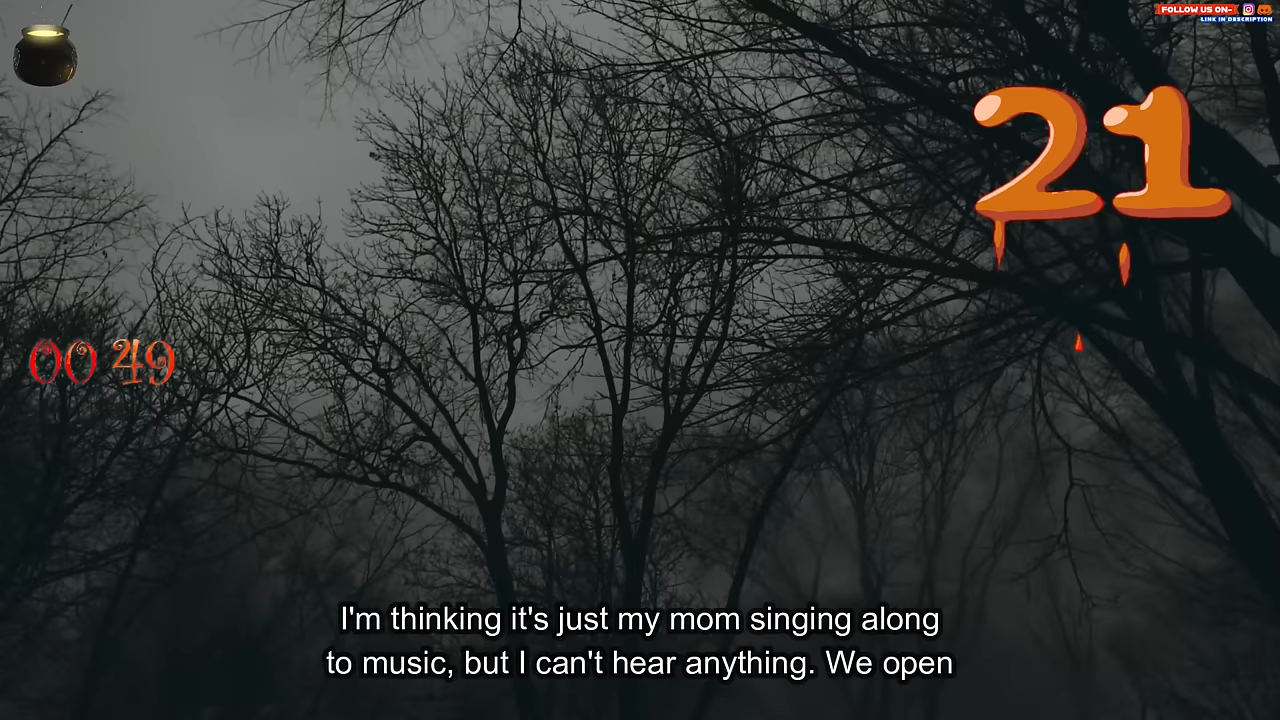 FOLLOW US ON-
LINK IN DESCRIPTION
21
00 49
I'm thinking it's just my mom singing along
to music, but I can't hear anything. We open